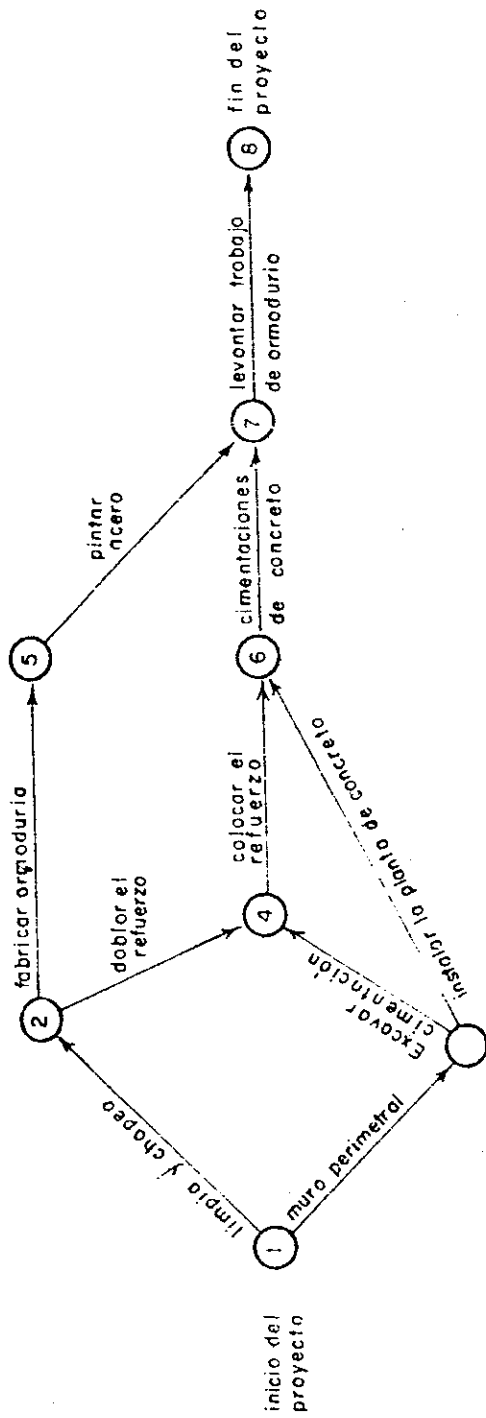 inicio del
proyecto
1
limpia y chapeo
muro perimetral
2
fabricar armaduria
doblar el
refuerzo
Excavar
cimentación
instalar la planta de concreto
4
colocar el
refuerzo
5
pintar
acero
6
cimentaciones
de concreto
7
levantar trabajo
de armaduria
8
fin del
proyecto